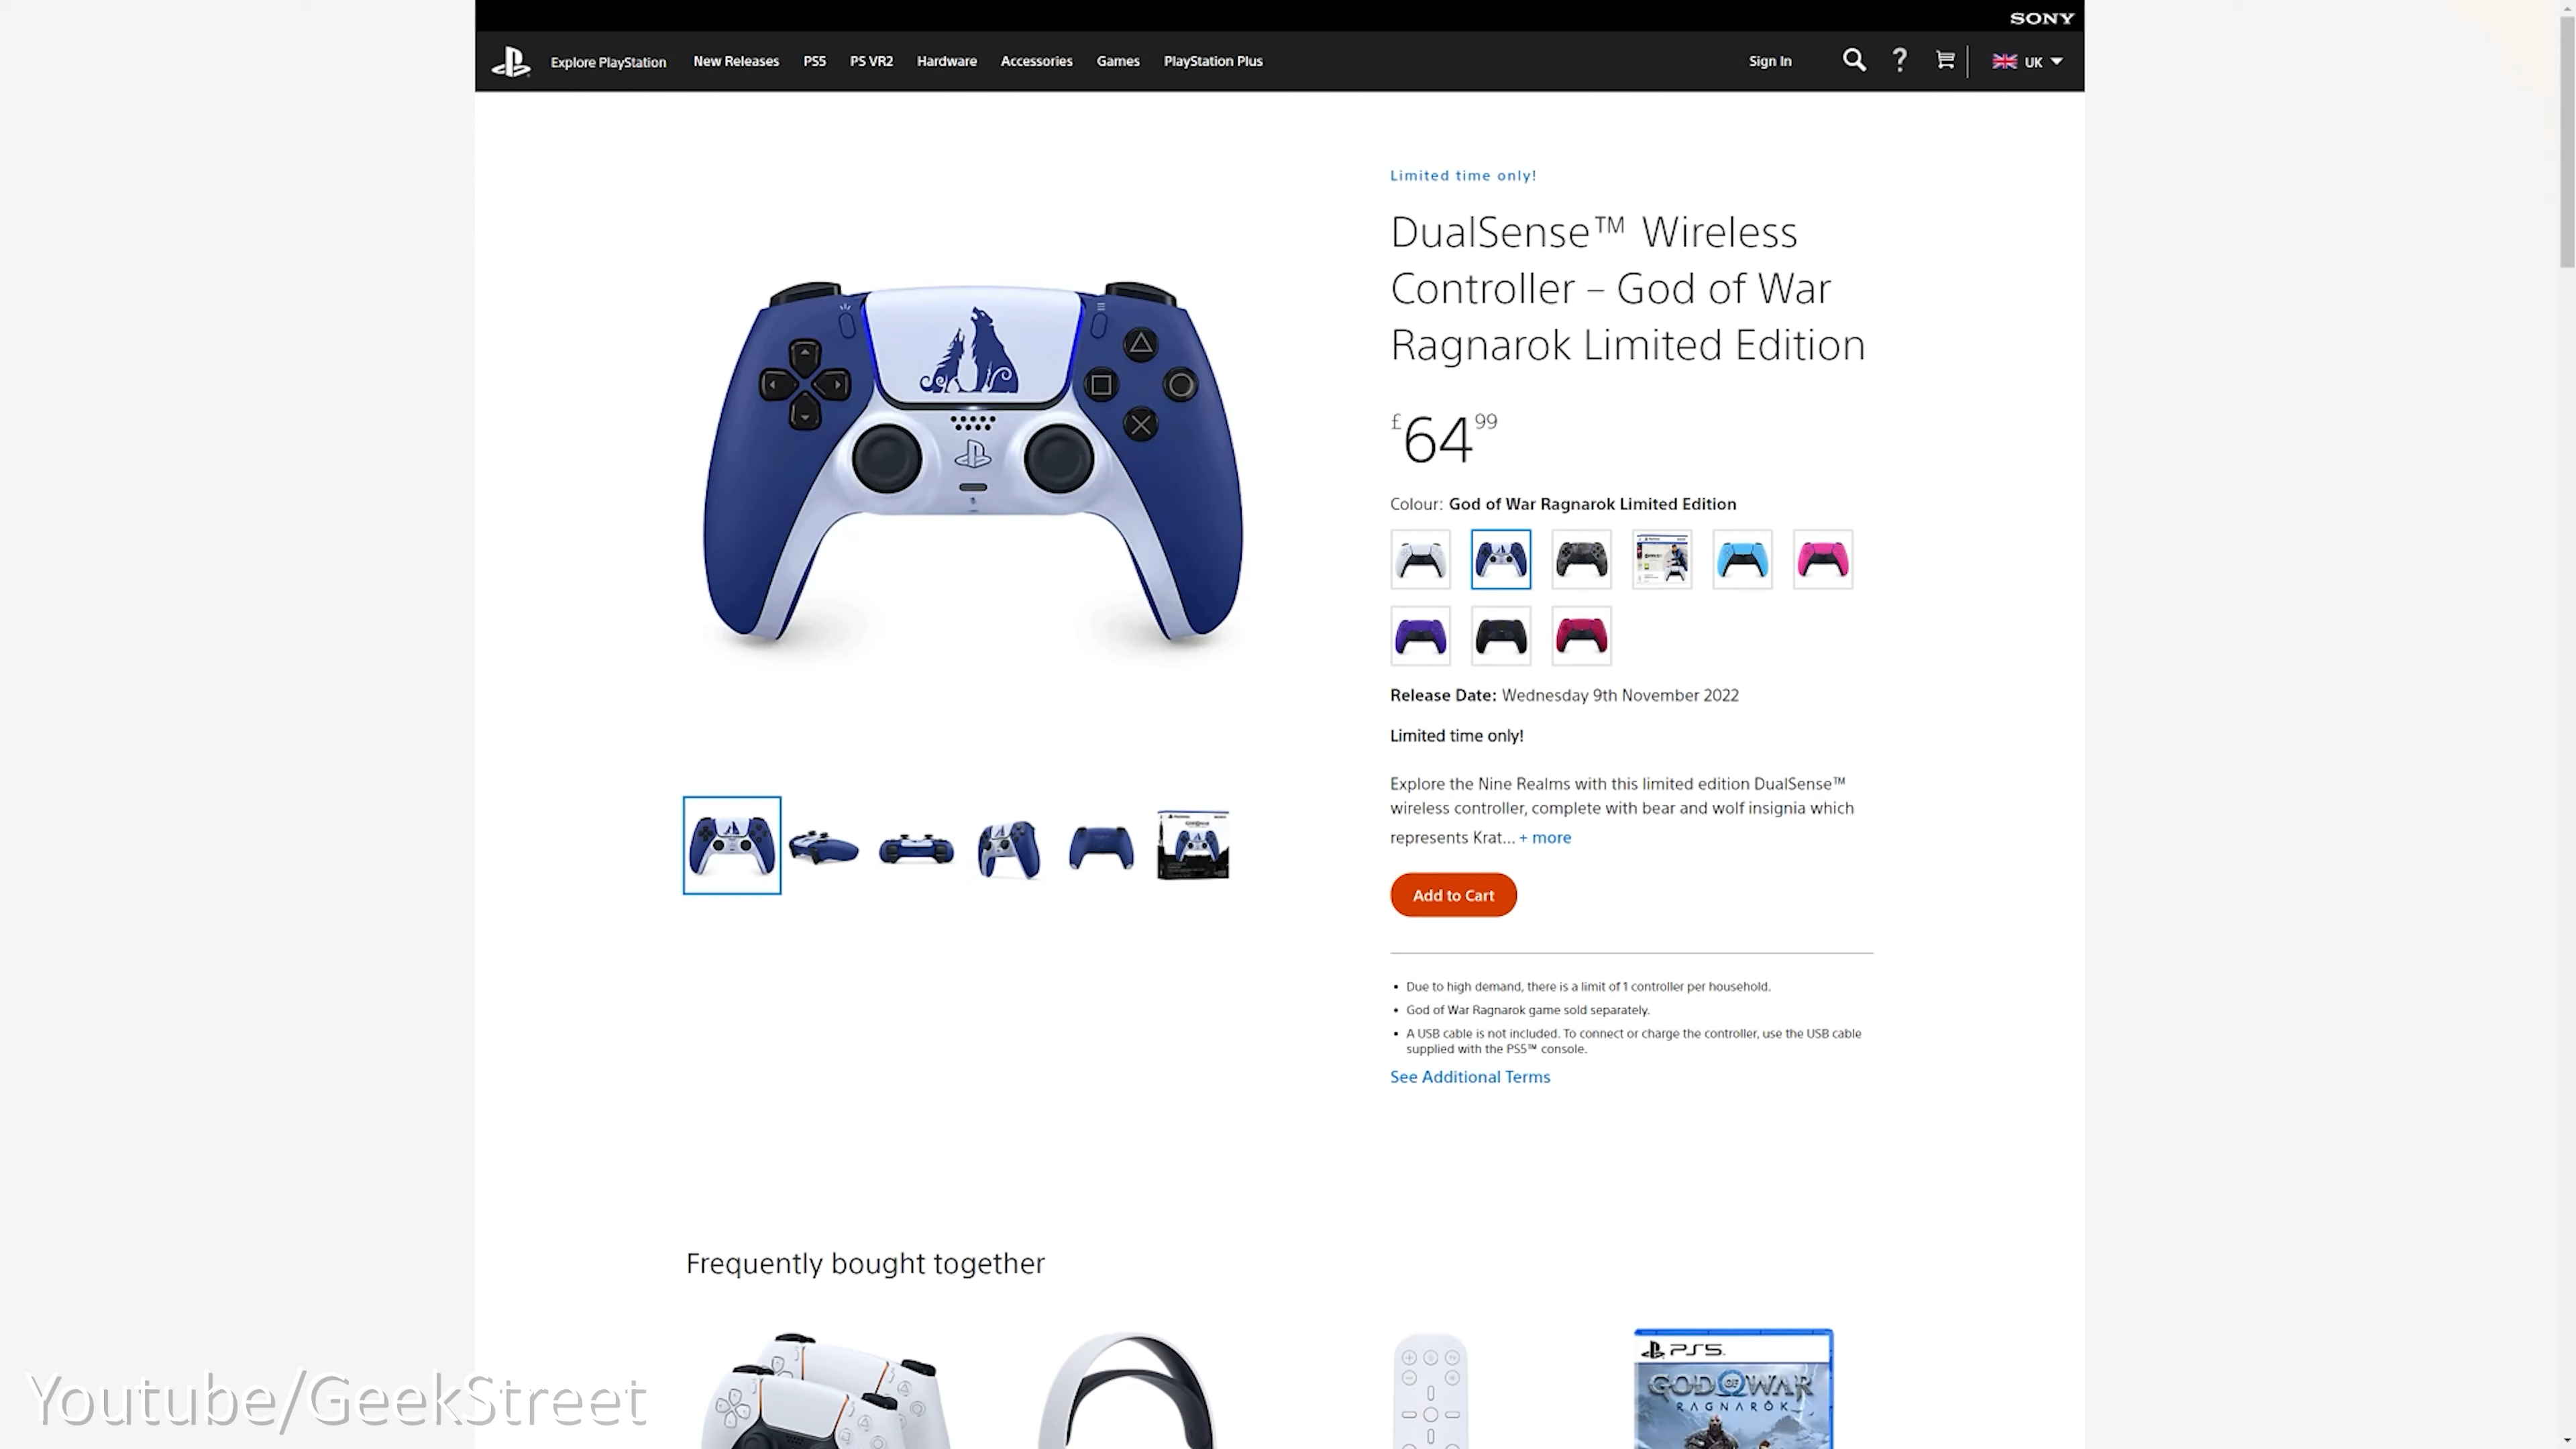 SONY
Explore PlayStation New Releases PS5 PS VR2 Hardware Accessories Games PlayStation Plus Sign In ? UK
Limited time only!
DualSense™ Wireless
Controller – God of War
Ragnarok Limited Edition
£64 99
Colour: God of War Ragnarok Limited Edition
Release Date: Wednesday 9th November 2022
Limited time only!
Explore the Nine Realms with this limited edition DualSense™
wireless controller, complete with bear and wolf insignia which
represents Krat... + more
Add to Cart
• Due to high demand, there is a limit of 1 controller per household.
• God of War Ragnarok game sold separately.
• A USB cable is not included. To connect or charge the controller, use the USB cable
supplied with the PS5™ console.
See Additional Terms
Frequently bought together
PS5
GOD OF WAR
RAGNARÖK
Youtube/GeekStreet